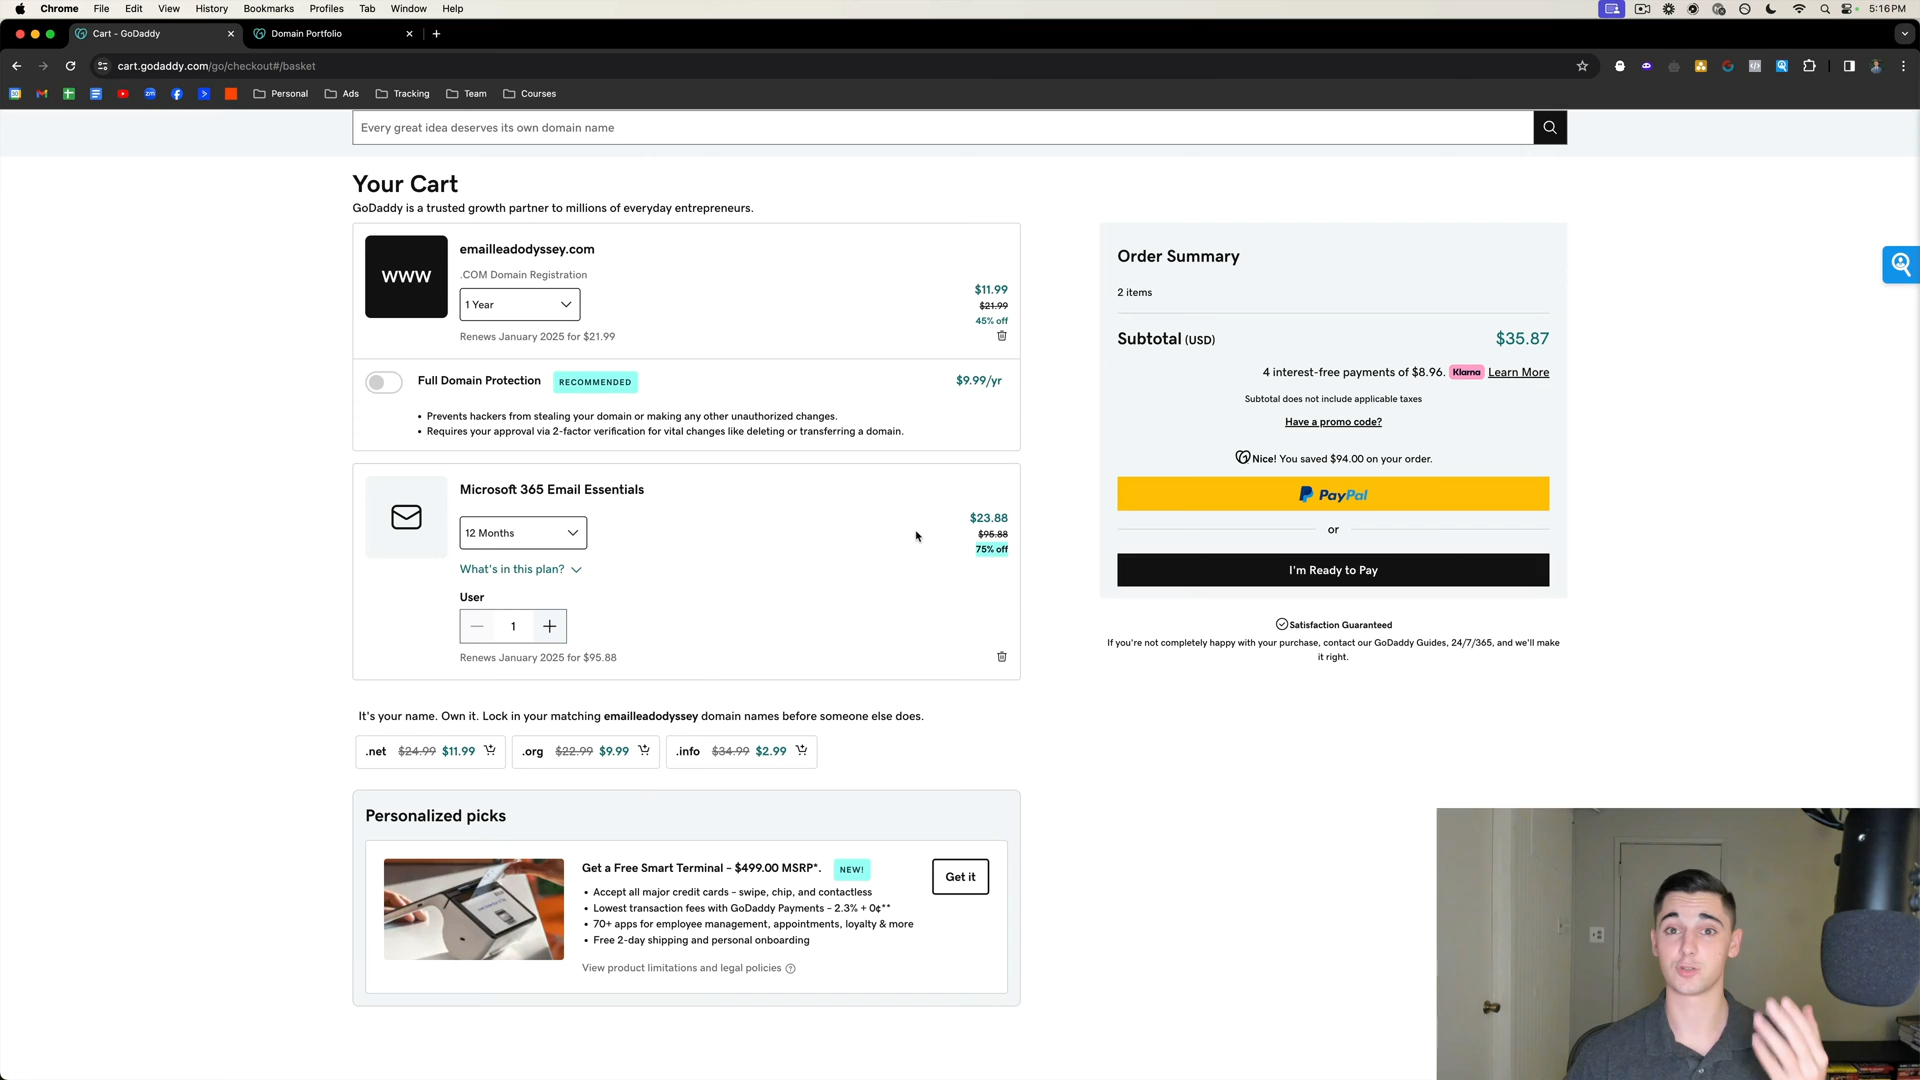 Chrome File Edit View History Bookmarks Profiles Tab Window Help 5:16 PM
Cart - GoDaddy Domain Portfolio
cart.godaddy.com/go/checkout#/basket
Personal Ads Tracking Team Courses
Every great idea deserves its own domain name
Your Cart
GoDaddy is a trusted growth partner to millions of everyday entrepreneurs.
www
emailleadodyssey.com
.COM Domain Registration
1 Year
Renews January 2025 for $21.99
$11.99
$21.99
45% off
Full Domain Protection RECOMMENDED $9.99/yr
• Prevents hackers from stealing your domain or making any other unauthorized changes.
• Requires your approval via 2-factor verification for vital changes like deleting or transferring a domain.
Microsoft 365 Email Essentials
12 Months
$23.88
$95.88
75% off
What's in this plan?
User
1
Renews January 2025 for $95.88
It's your name. Own it. Lock in your matching emailleadodyssey domain names before someone else does.
.net $24.99 $11.99 .org $22.99 $9.99 .info $34.99 $2.99
Personalized picks
Get a Free Smart Terminal – $499.00 MSRP*. NEW!
• Accept all major credit cards – swipe, chip, and contactless
• Lowest transaction fees with GoDaddy Payments – 2.3% + 0¢**
• 70+ apps for employee management, appointments, loyalty & more
• Free 2-day shipping and personal onboarding
View product limitations and legal policies
Get it
Order Summary
2 items
Subtotal (USD) $35.87
4 interest-free payments of $8.96. Klarna Learn More
Subtotal does not include applicable taxes
Have a promo code?
Nice! You saved $94.00 on your order.
PayPal
or
I'm Ready to Pay
Satisfaction Guaranteed
If you're not completely happy with your purchase, contact our GoDaddy Guides, 24/7/365, and we'll make
it right.